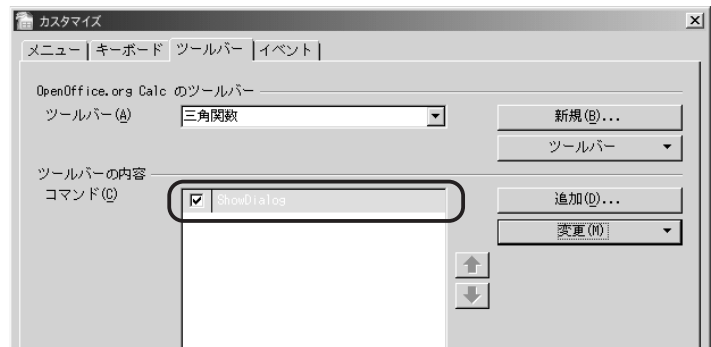 カスタマイズ
メニュー キーボード ツールバー イベント
OpenOffice.org Calc のツールバー
ツールバー(A) 三角関数 新規(B)...
ツールバー
ツールバーの内容
コマンド(C) ShowDialog 追加(D)...
変更(M)